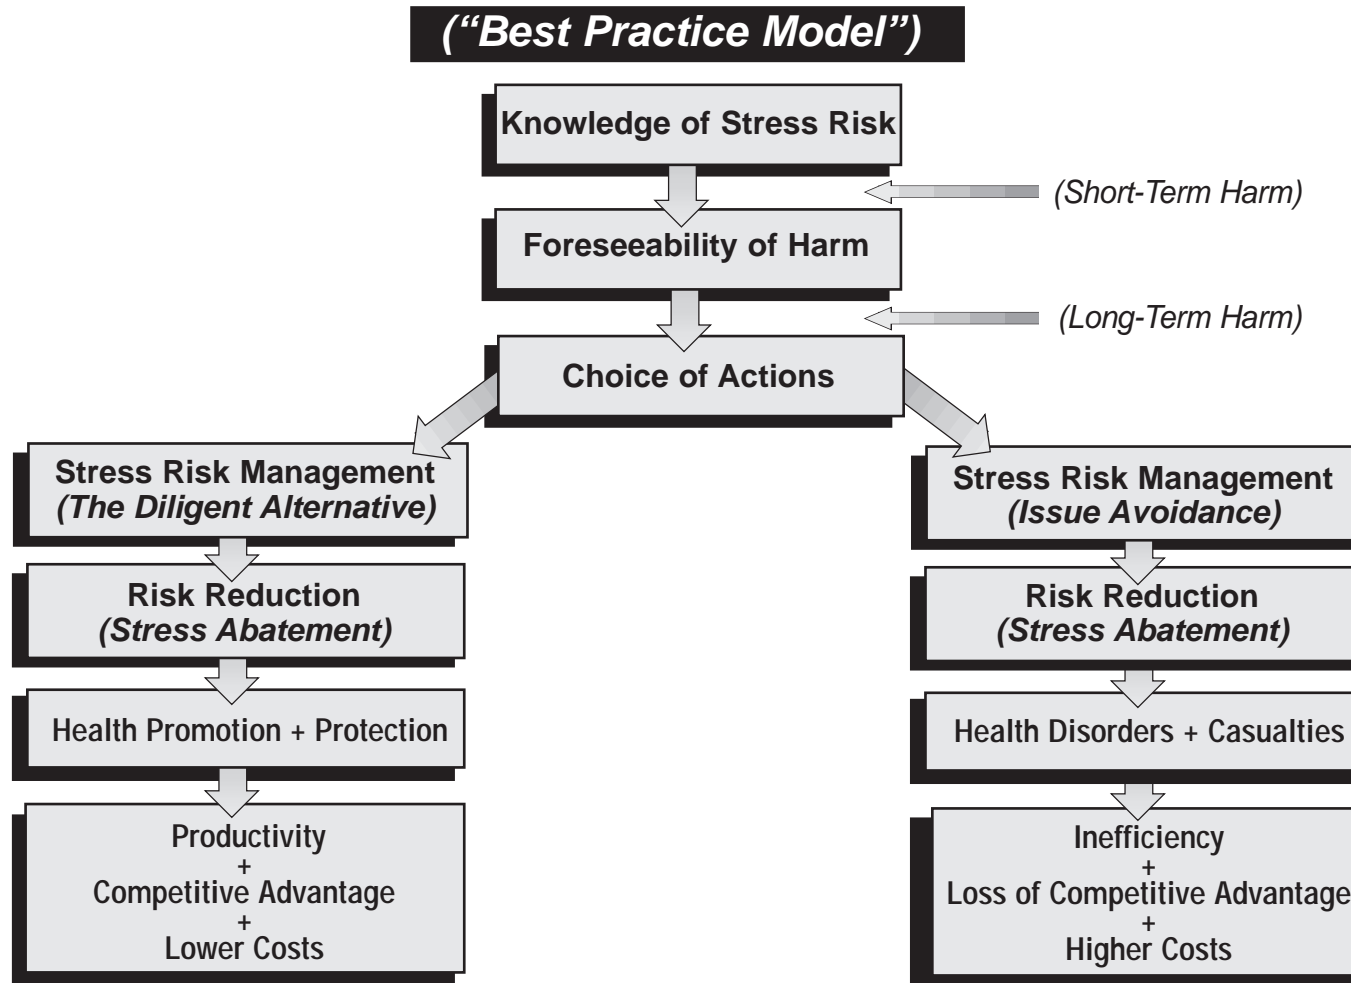 (“Best Practice Model”)
Knowledge of Stress Risk
(Short-Term Harm)
Foreseeability of Harm
(Long-Term Harm)
Choice of Actions
Stress Risk Management
(The Diligent Alternative)
Risk Reduction
(Stress Abatement)
Health Promotion + Protection
Productivity
+
Competitive Advantage
+
Lower Costs
Stress Risk Management
(Issue Avoidance)
Risk Reduction
(Stress Abatement)
Health Disorders + Casualties
Inefficiency
+
Loss of Competitive Advantage
+
Higher Costs